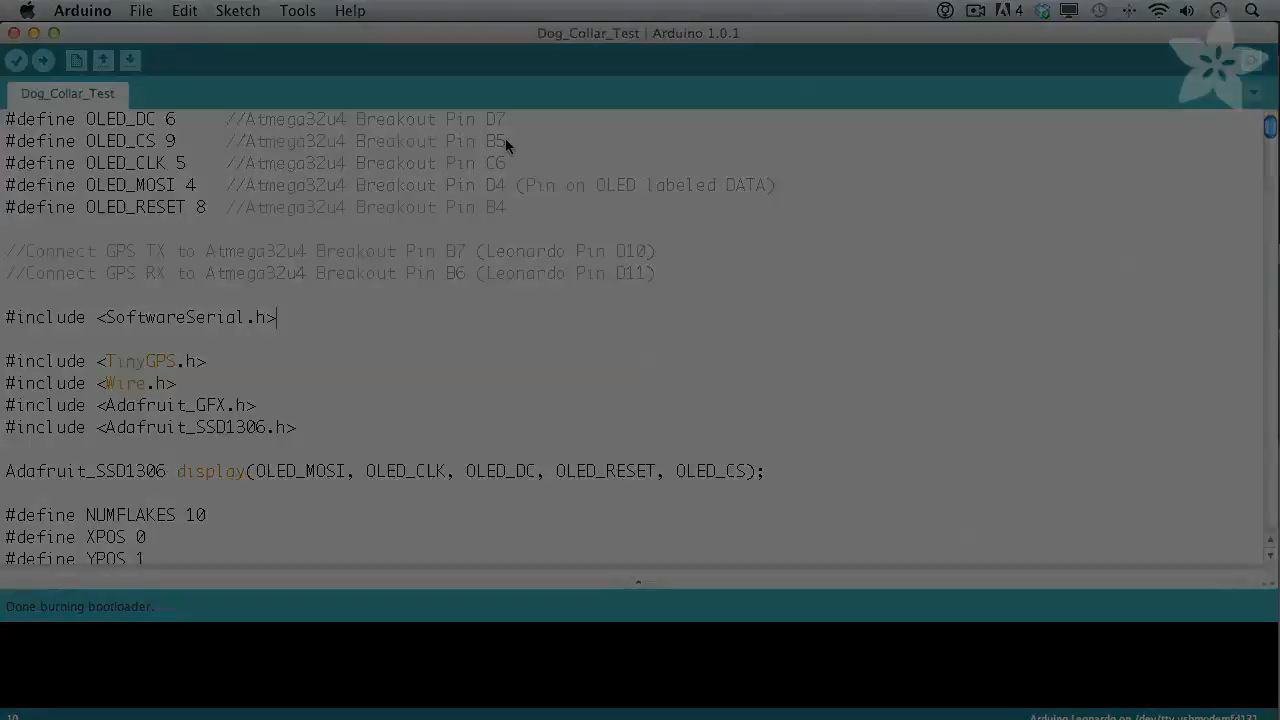 Arduino File Edit Sketch Tools Help 4
Dog_Collar_Test | Arduino 1.0.1
Dog_Collar_Test
#define OLED_DC 6 //Atmega32u4 Breakout Pin D7
#define OLED_CS 9 //Atmega32u4 Breakout Pin B5
#define OLED_CLK 5 //Atmega32u4 Breakout Pin C6
#define OLED_MOSI 4 //Atmega32u4 Breakout Pin D4 (Pin on OLED labeled DATA)
#define OLED_RESET 8 //Atmega32u4 Breakout Pin B4
//Connect GPS TX to Atmega32u4 Breakout Pin B7 (Leonardo Pin D10)
//Connect GPS RX to Atmega32u4 Breakout Pin B6 (Leonardo Pin D11)
#include <SoftwareSerial.h>
#include <TinyGPS.h>
#include <Wire.h>
#include <Adafruit_GFX.h>
#include <Adafruit_SSD1306.h>
Adafruit_SSD1306 display(OLED_MOSI, OLED_CLK, OLED_DC, OLED_RESET, OLED_CS);
#define NUMFLAKES 10
#define XPOS 0
#define YPOS 1
Done burning bootloader.
Arduino Leonardo on